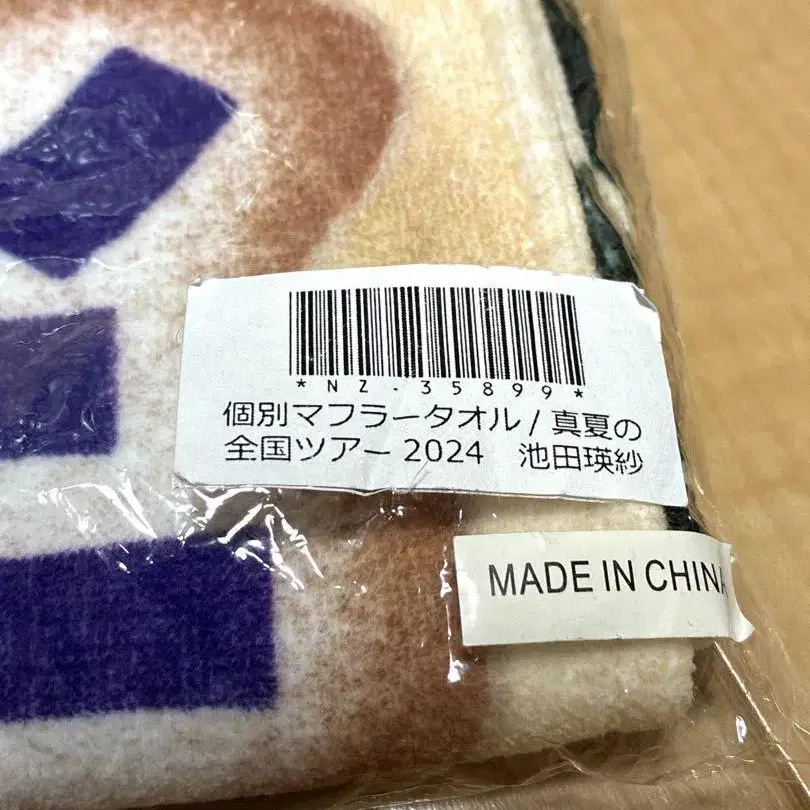 *NZ-35899*
個別マフラータオル/真夏の
全国ツアー2024　池田瑛紗
MADE IN CHINA